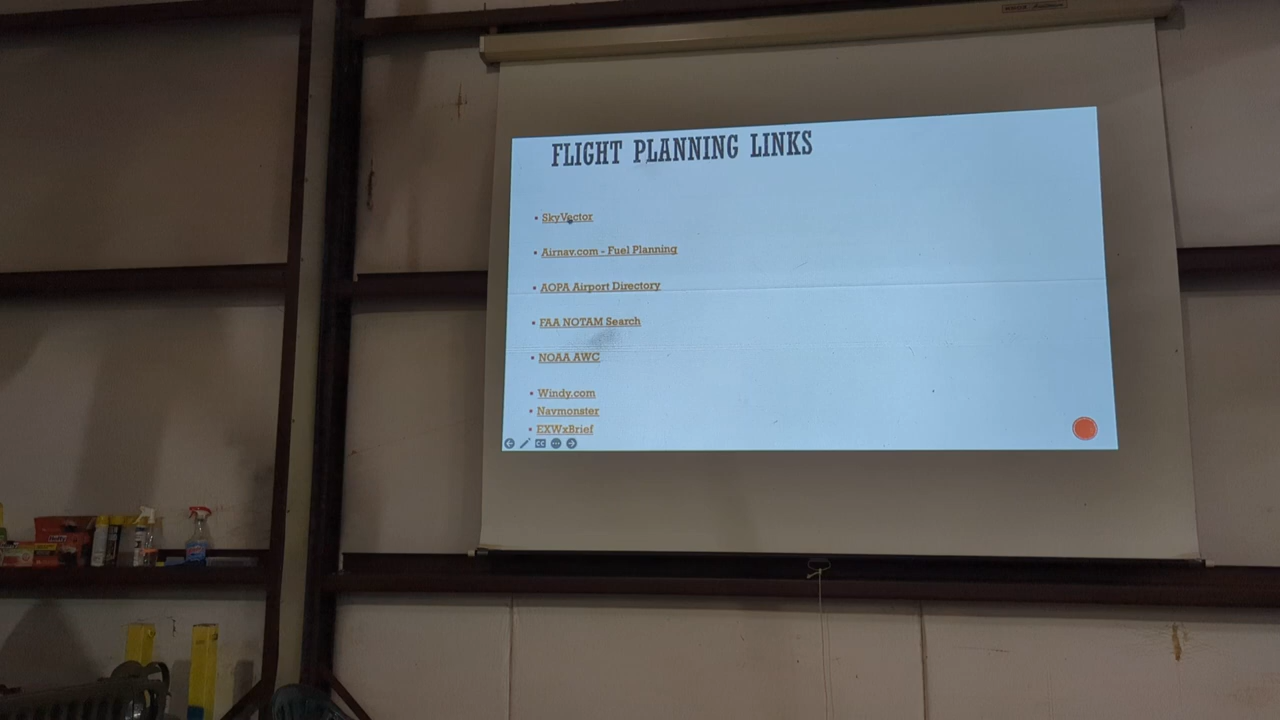 FLIGHT PLANNING LINKS
SkyVector
Airnav.com - Fuel Planning
AOPA Airport Directory
FAA NOTAM Search
NOAA AWC
Windy.com
Navmonster
EXWxBrief